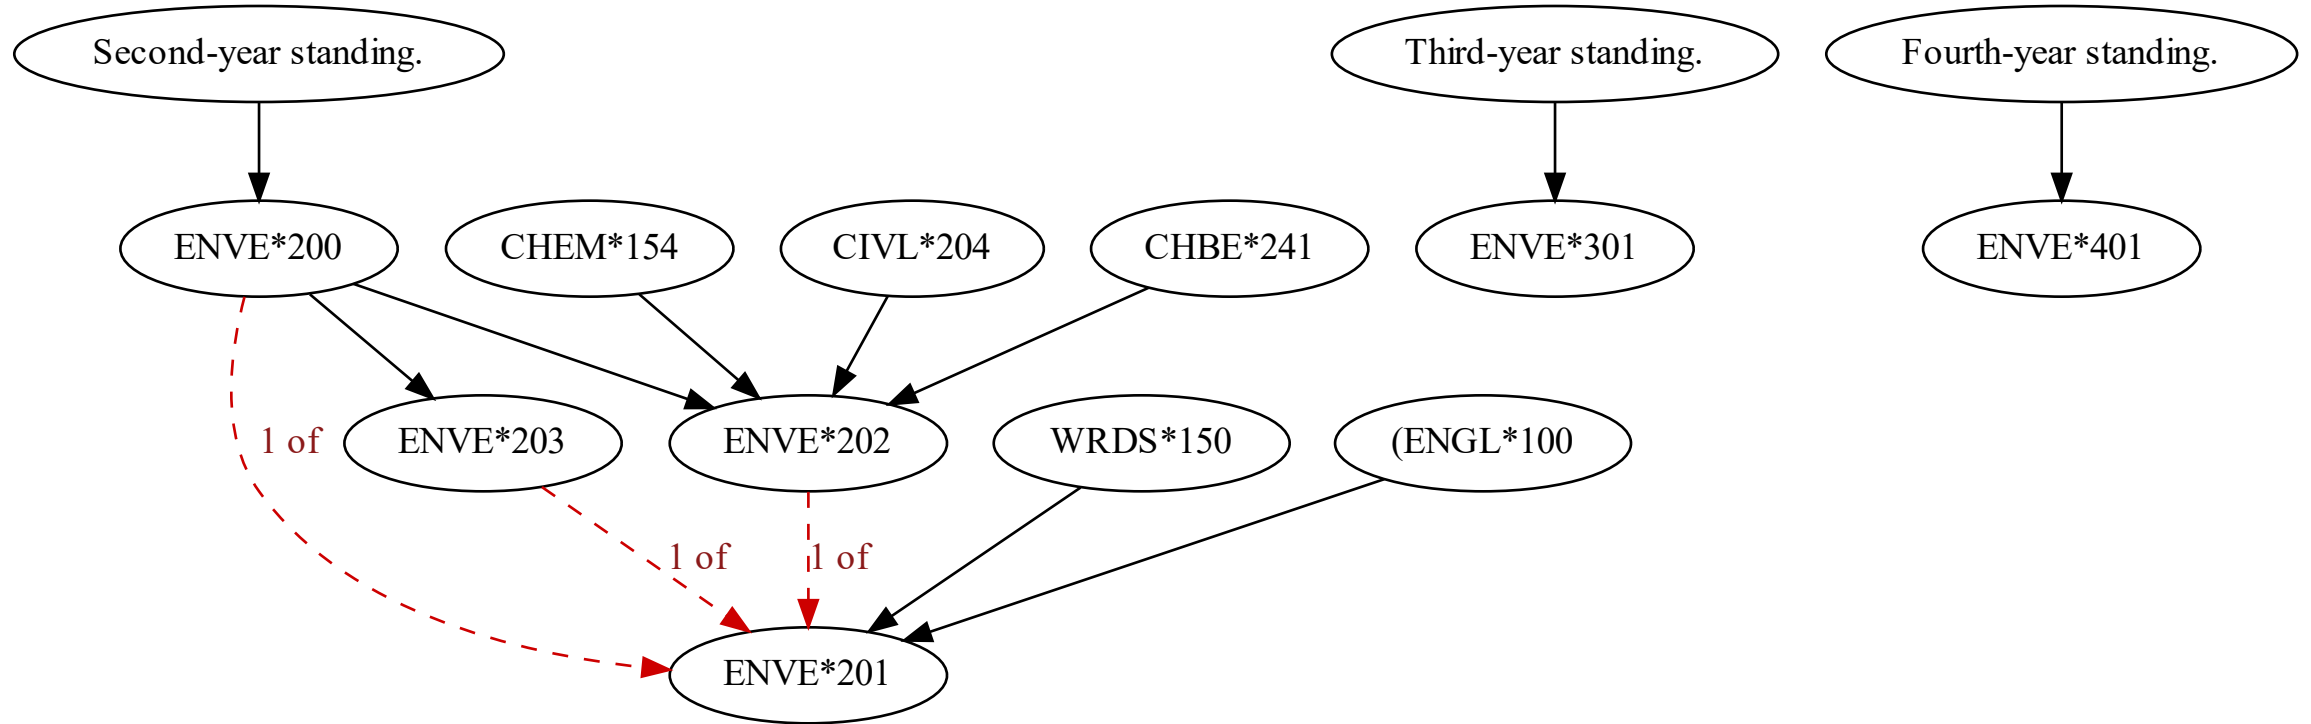 Second-year standing.
Third-year standing.
Fourth-year standing.
ENVE*200
CHEM*154
CIVL*204
CHBE*241
ENVE*301
ENVE*401
1 of
ENVE*203
ENVE*202
WRDS*150
(ENGL*100
1 of
1 of
ENVE*201